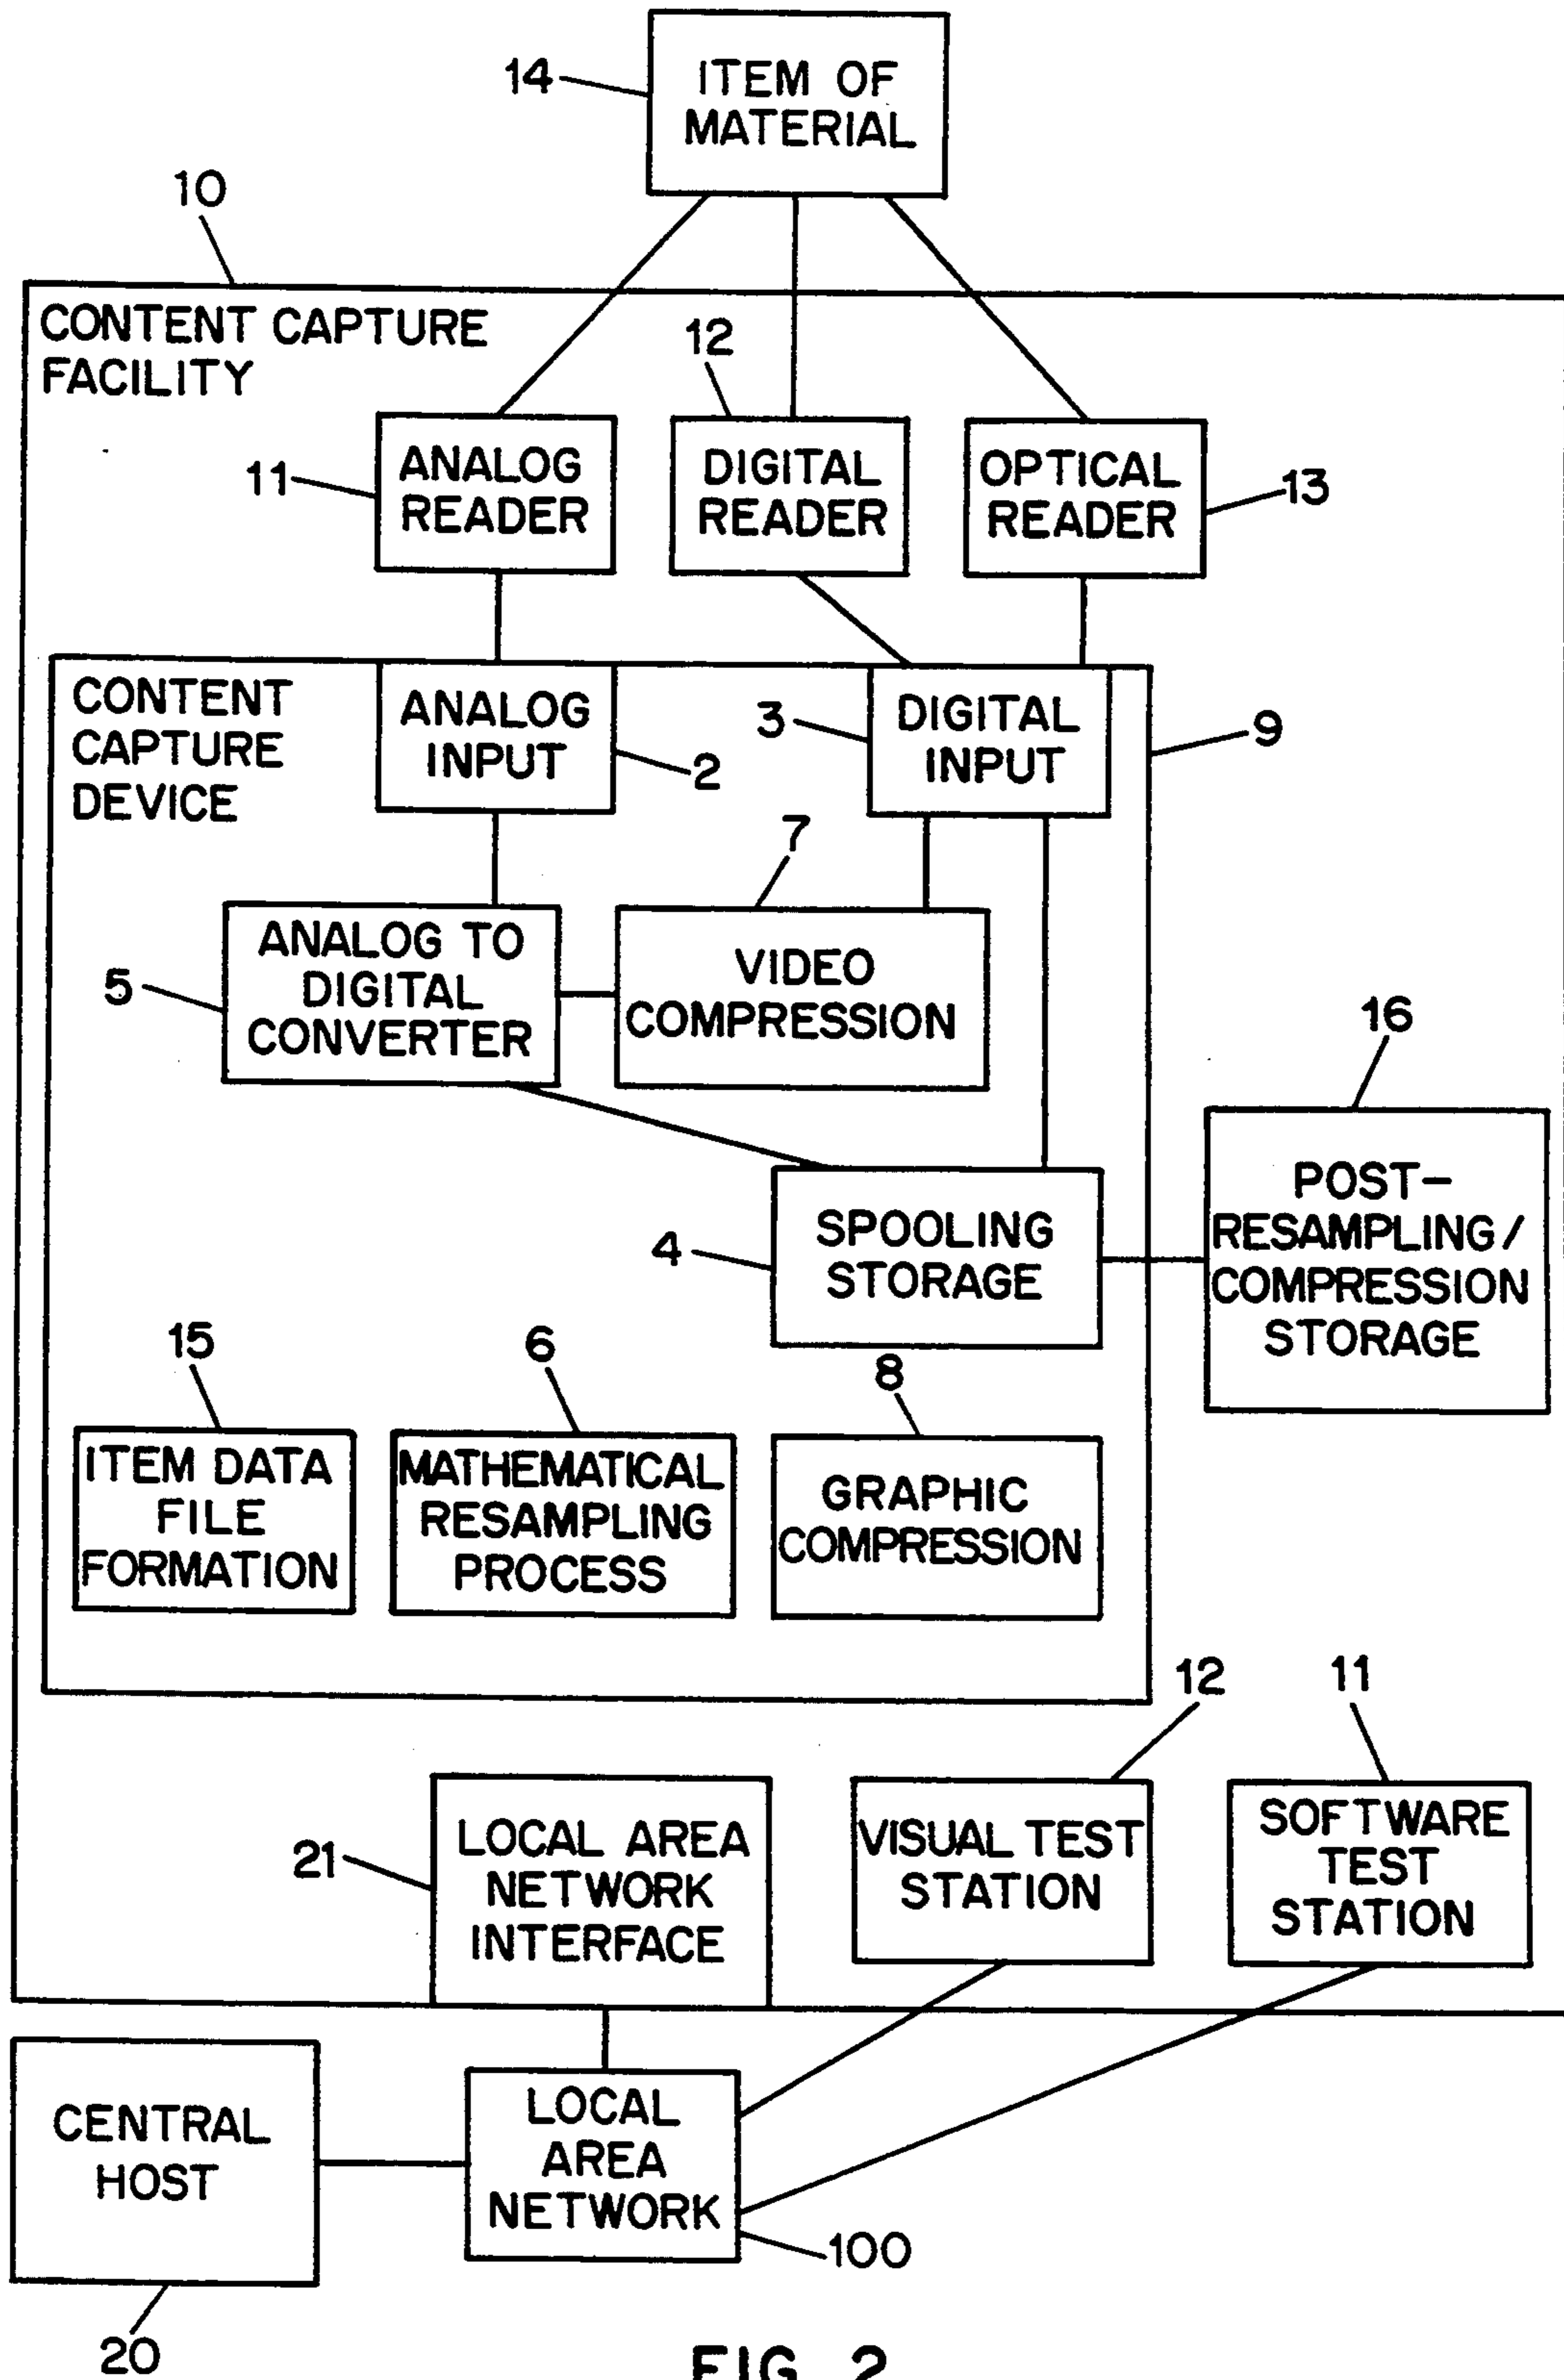 14
ITEM OF
MATERIAL
10
CONTENT CAPTURE
FACILITY
12
11
ANALOG
READER
DIGITAL
READER
OPTICAL
READER
13
CONTENT
CAPTURE
DEVICE
ANALOG
INPUT
2
3
DIGITAL
INPUT
9
7
5
ANALOG TO
DIGITAL
CONVERTER
VIDEO
COMPRESSION
16
4
SPOOLING
STORAGE
POST-
RESAMPLING/
COMPRESSION
STORAGE
15
6
8
ITEM DATA
FILE
FORMATION
MATHEMATICAL
RESAMPLING
PROCESS
GRAPHIC
COMPRESSION
12
11
21
LOCAL AREA
NETWORK
INTERFACE
VISUAL TEST
STATION
SOFTWARE
TEST
STATION
CENTRAL
HOST
LOCAL
AREA
NETWORK
100
20
FIG. 2